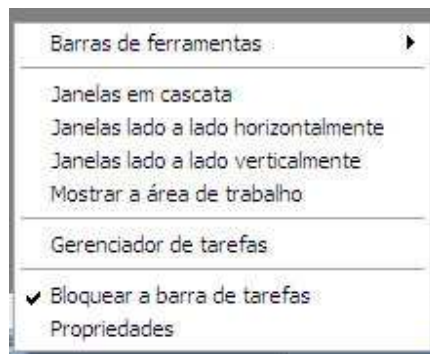 Barras de ferramentas
Janelas em cascata
Janelas lado a lado horizontalmente
Janelas lado a lado verticalmente
Mostrar a área de trabalho
Gerenciador de tarefas
Bloquear a barra de tarefas
Propriedades